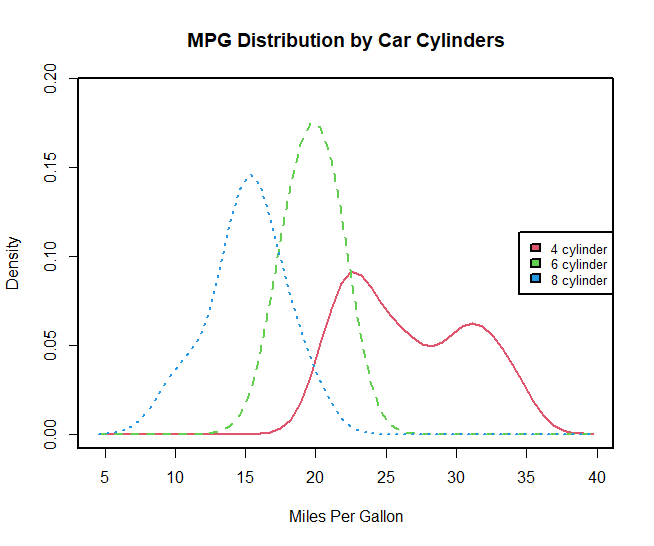 MPG Distribution by Car Cylinders
0.20
0.15
0.10
0.05
0.00
Density
4 cylinder
6 cylinder
8 cylinder
5 10 15 20 25 30 35 40
Miles Per Gallon